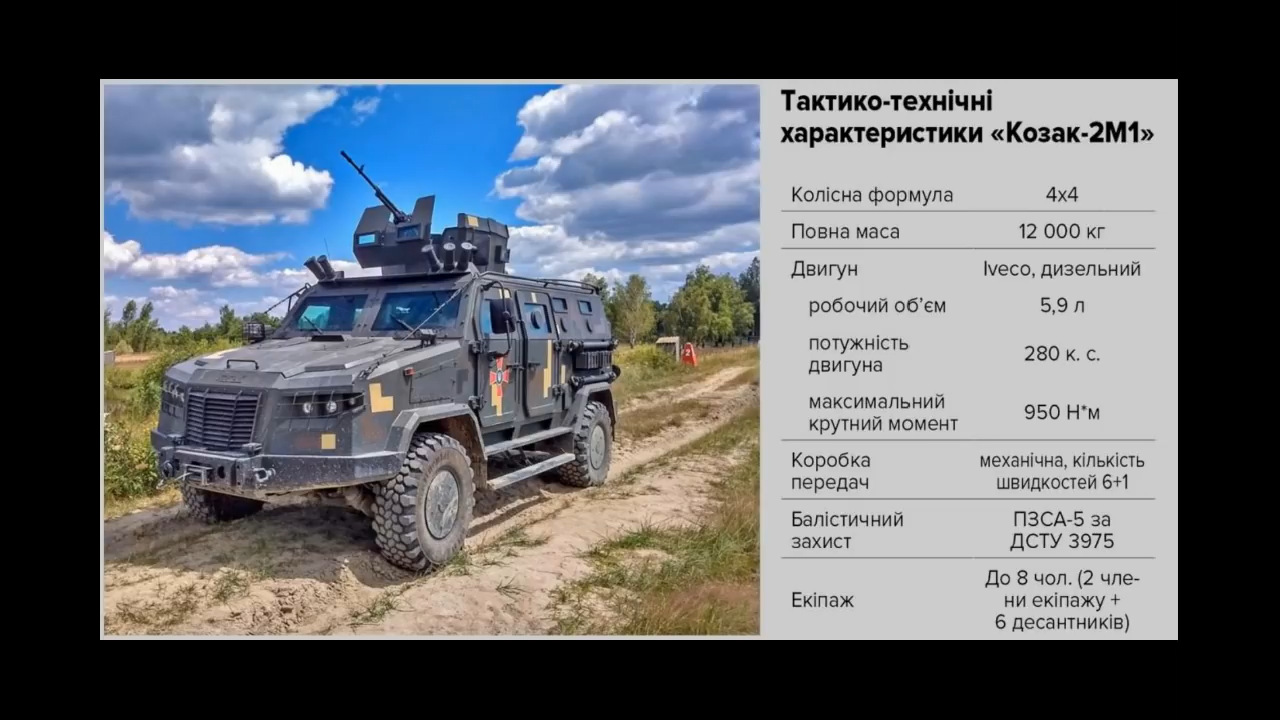 Тактико-технічні
характеристики «Козак-2М1»
Колісна формула 4х4
Повна маса 12 000 кг
Двигун Iveco, дизельний
робочий об'єм 5,9 л
потужність
двигуна 280 к. с.
максимальний
крутний момент 950 Н*м
Коробка
передач
механічна, кількість
швидкостей 6+1
Балістичний
захист
ПЗСА-5 за
ДСТУ 3975
Екіпаж
До 8 чол. (2 чле-
ни екіпажу +
6 десантників)
2